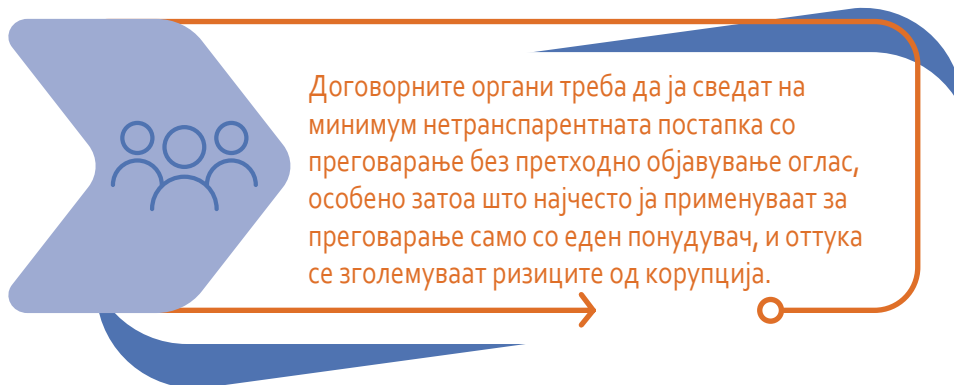 Договорните органи треба да ја сведат на
минимум нетранспарентната постапка со
преговарање без претходно објавување оглас,
особено затоа што најчесто ја применуваат за
преговарање само со еден понудувач, и оттука
се зголемуваат ризиците од корупција.